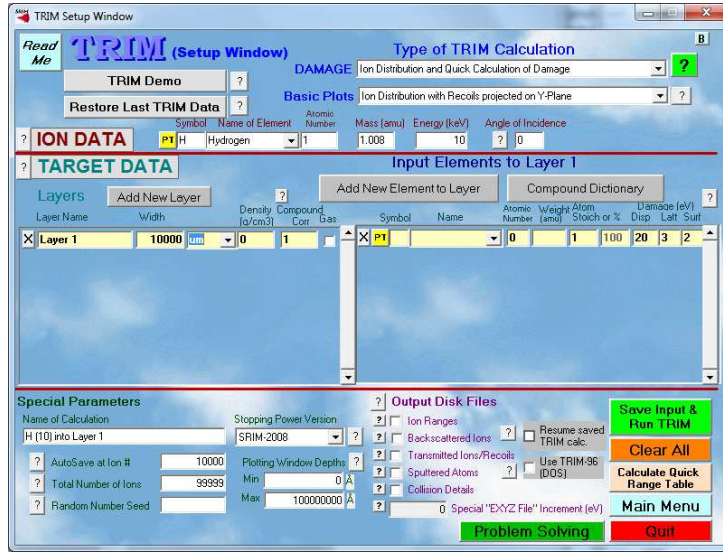 SRIM
TRIM Setup Window
Read Me
TRIM (Setup Window)
Type of TRIM Calculation
B
DAMAGE
Ion Distribution and Quick Calculation of Damage
?
TRIM Demo
?
Basic Plots
Ion Distribution with Recoils projected on Y-Plane
?
Restore Last TRIM Data
?
Symbol Name of Element Atomic Number Mass (amu) Energy (keV) Angle of Incidence
? ION DATA PT H Hydrogen 1 1.008 10 ? 0
? TARGET DATA
Input Elements to Layer 1
Layers
Add New Layer
?
Add New Element to Layer
Compound Dictionary
?
Layer Name Width Density (g/cm3) Compound Corr Gas
Symbol Name Atomic Number Weight (amu) Atom Stoich or % Damage (eV) Disp Latt Surf
X Layer 1 10000 um 0 1
X PT 0 1 100 20 3 2
Special Parameters
Name of Calculation
H (10) into Layer 1
Stopping Power Version
SRIM-2008 ?
? AutoSave at Ion # 10000
? Total Number of Ions 99999
? Random Number Seed
Plotting Window Depths ?
Min 0 Å
Max 100000000 Å
? Output Disk Files
? Ion Ranges
? Backscattered Ions
? Transmitted Ions/Recoils
? Sputtered Atoms
? Collision Details
? 0 Special "EXYZ File" Increment (eV)
? Resume saved TRIM calc.
? Use TRIM-96 (DOS)
Save Input & Run TRIM
Clear All
Calculate Quick Range Table
Main Menu
Problem Solving
Quit